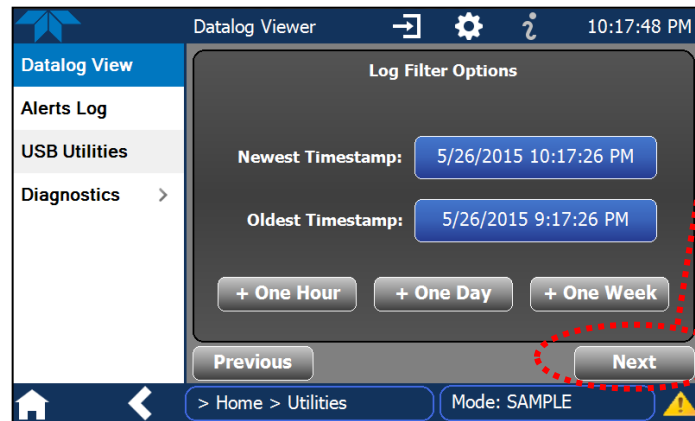 Datalog Viewer
10:17:48 PM
Datalog View
Alerts Log
USB Utilities
Diagnostics >
Log Filter Options
Newest Timestamp: 5/26/2015 10:17:26 PM
Oldest Timestamp: 5/26/2015 9:17:26 PM
+ One Hour + One Day + One Week
Previous Next
> Home > Utilities Mode: SAMPLE